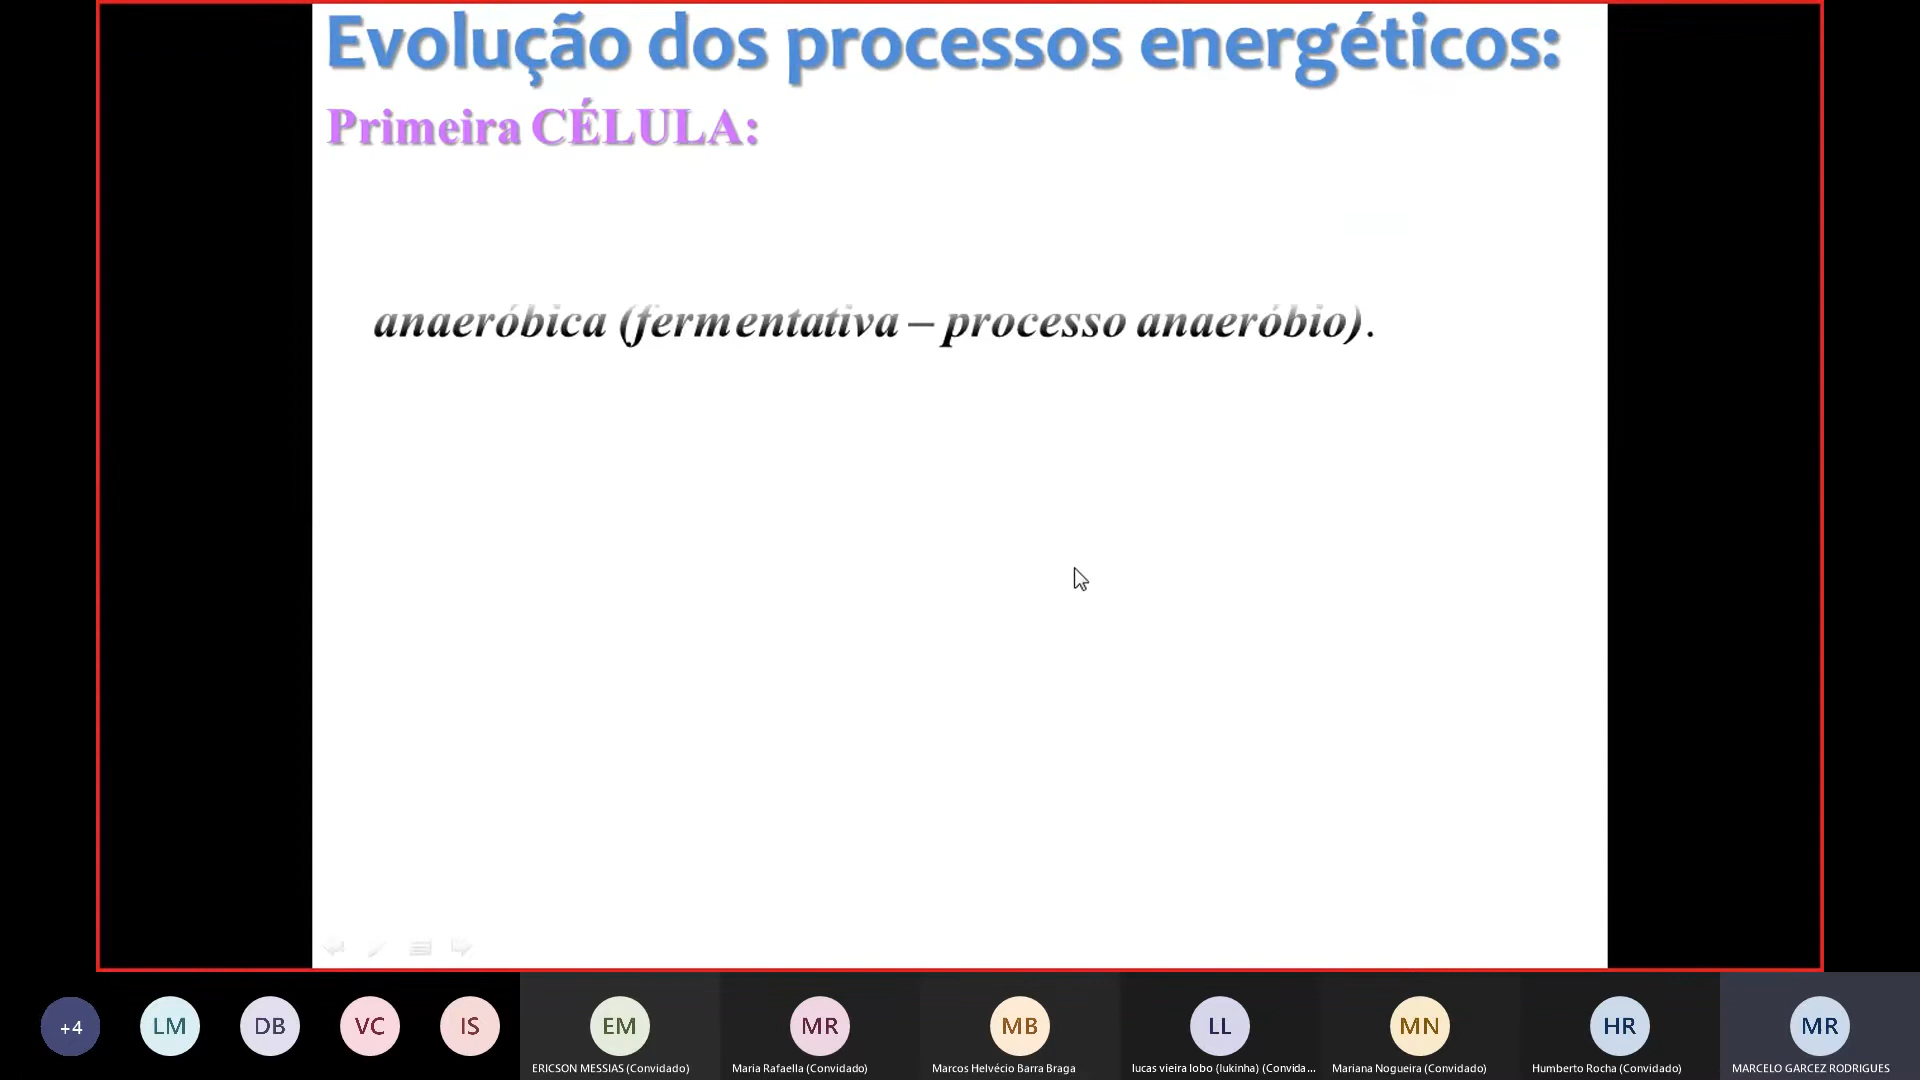 Evolução dos processos energéticos:
Primeira CÉLULA:
anaeróbica (fermentativa – processo anaeróbio).
+4
LM
DB
VC
IS
EM
MR
MB
LL
MN
HR
MR
ERICSON MESSIAS (Convidado)
Maria Rafaella (Convidado)
Marcos Helvécio Barra Braga
lucas vieira lobo (lukinha) (Convida...
Mariana Nogueira (Convidado)
Humberto Rocha (Convidado)
MARCELO GARCEZ RODRIGUES